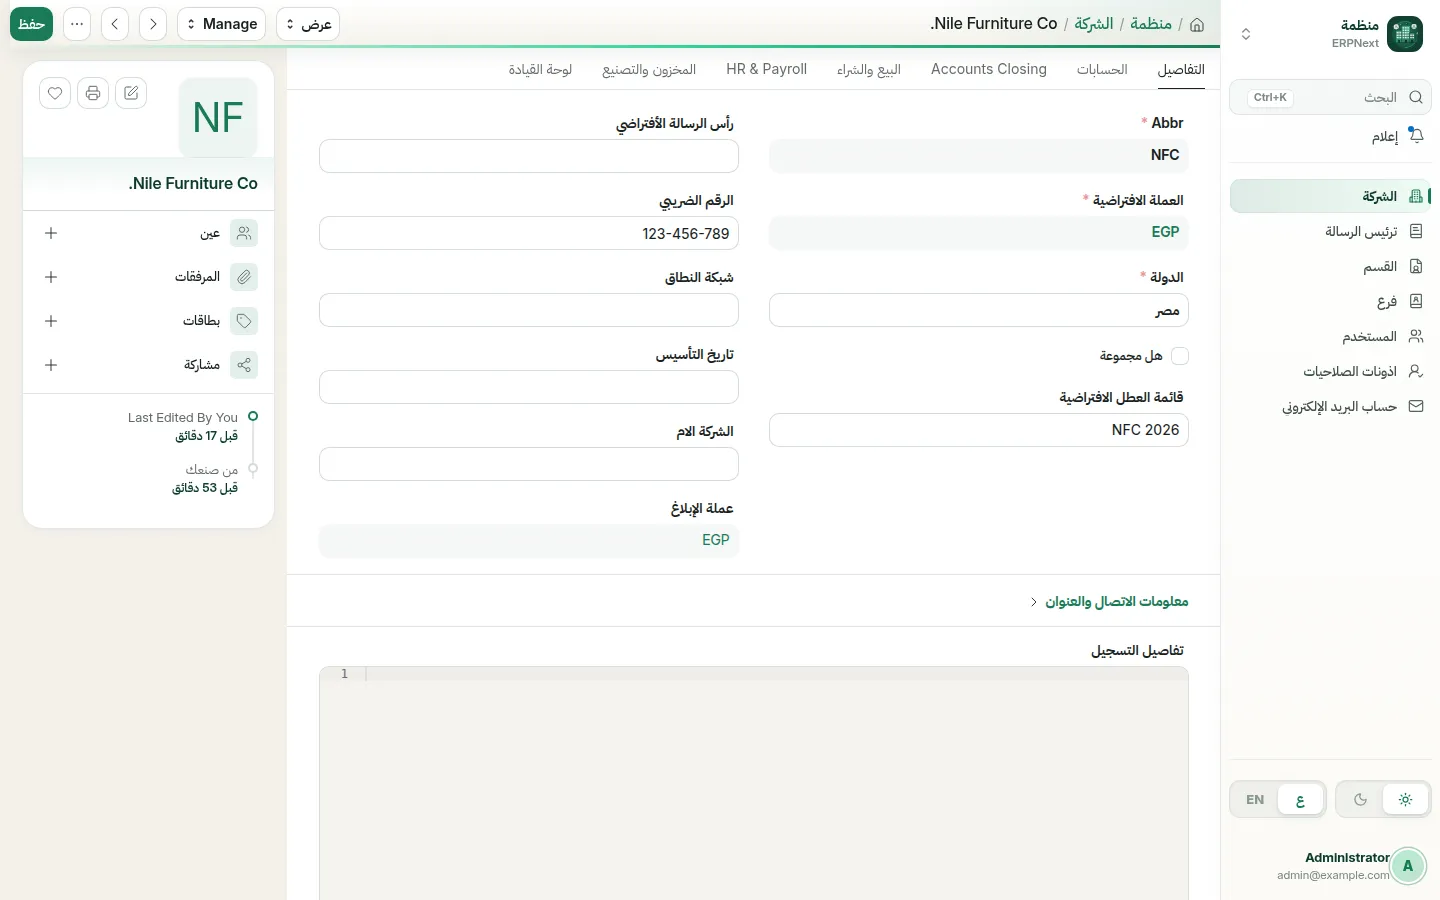 منظمة
ERPNext
البحث
Ctrl+K
إعلام
الشركة
ترئيس الرسالة
القسم
فرع
المستخدم
اذونات الصلاحيات
حساب البريد الإلكتروني
ع
EN
Administrator
admin@example.com
A
منظمة / الشركة / Nile Furniture Co.
عرض
Manage
حفظ
التفاصيل
الحسابات
Accounts Closing
البيع والشراء
HR & Payroll
المخزون والتصنيع
لوحة القيادة
Abbr *
NFC
العملة الافتراضية *
EGP
الدولة *
مصر
هل مجموعة
قائمة العطل الافتراضية
NFC 2026
رأس الرسالة الأفتراضي
الرقم الضريبي
123-456-789
شبكة النطاق
تاريخ التأسيس
الشركة الام
عملة الإبلاغ
EGP
معلومات الاتصال والعنوان
تفاصيل التسجيل
1
NF
Nile Furniture Co.
عين
المرفقات
بطاقات
مشاركة
Last Edited By You
قبل 17 دقائق
من صنعك
قبل 53 دقائق